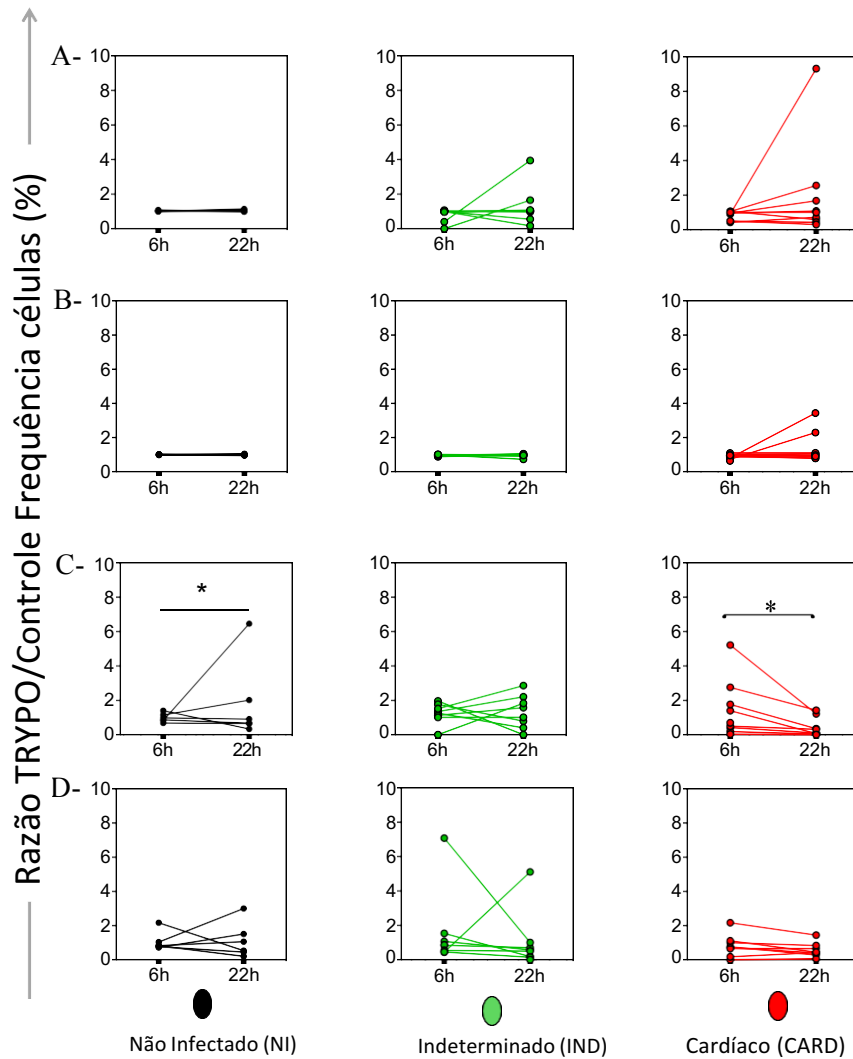 Razão TRYPO/Controle Frequência células (%)
A-
10
8
6
4
2
0
6h
22h
10
8
6
4
2
0
6h
22h
10
8
6
4
2
0
6h
22h
B-
10
8
6
4
2
0
6h
22h
10
8
6
4
2
0
6h
22h
10
8
6
4
2
0
6h
22h
C-
10
8
6
4
2
0
*
6h
22h
10
8
6
4
2
0
6h
22h
10
8
6
4
2
0
*
6h
22h
D-
10
8
6
4
2
0
6h
22h
10
8
6
4
2
0
6h
22h
10
8
6
4
2
0
6h
22h
Não Infectado (NI)
Indeterminado (IND)
Cardíaco (CARD)